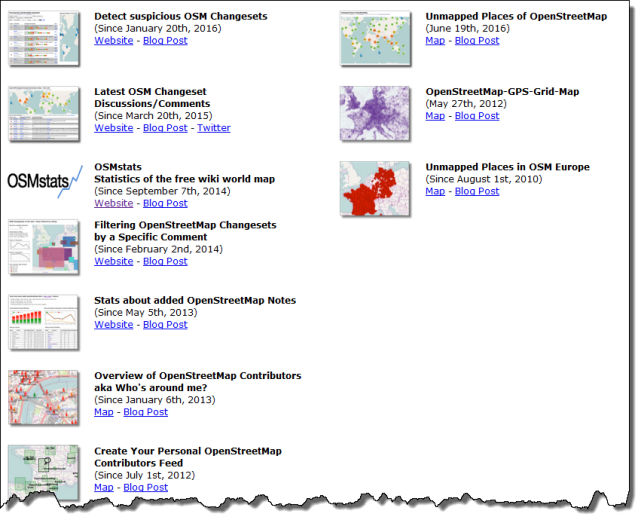 Detect suspicious OSM Changesets
(Since January 20th, 2016)
Website - Blog Post
Latest OSM Changeset
Discussions/Comments
(Since March 20th, 2015)
Website - Blog Post - Twitter
OSMstats
OSMstats
Statistics of the free wiki world map
(Since September 7th, 2014)
Website - Blog Post
Filtering OpenStreetMap Changesets
by a Specific Comment
(Since February 2nd, 2014)
Website - Blog Post
Stats about added OpenStreetMap Notes
(Since May 5th, 2013)
Website - Blog Post
Overview of OpenStreetMap Contributors
aka Who's around me?
(Since January 6th, 2013)
Map - Blog Post
Create Your Personal OpenStreetMap
Contributors Feed
(Since July 1st, 2012)
Map - Blog Post
Unmapped Places of OpenStreetMap
(June 19th, 2016)
Map - Blog Post
OpenStreetMap-GPS-Grid-Map
(May 27th, 2012)
Map - Blog Post
Unmapped Places in OSM Europe
(Since August 1st, 2010)
Map - Blog Post